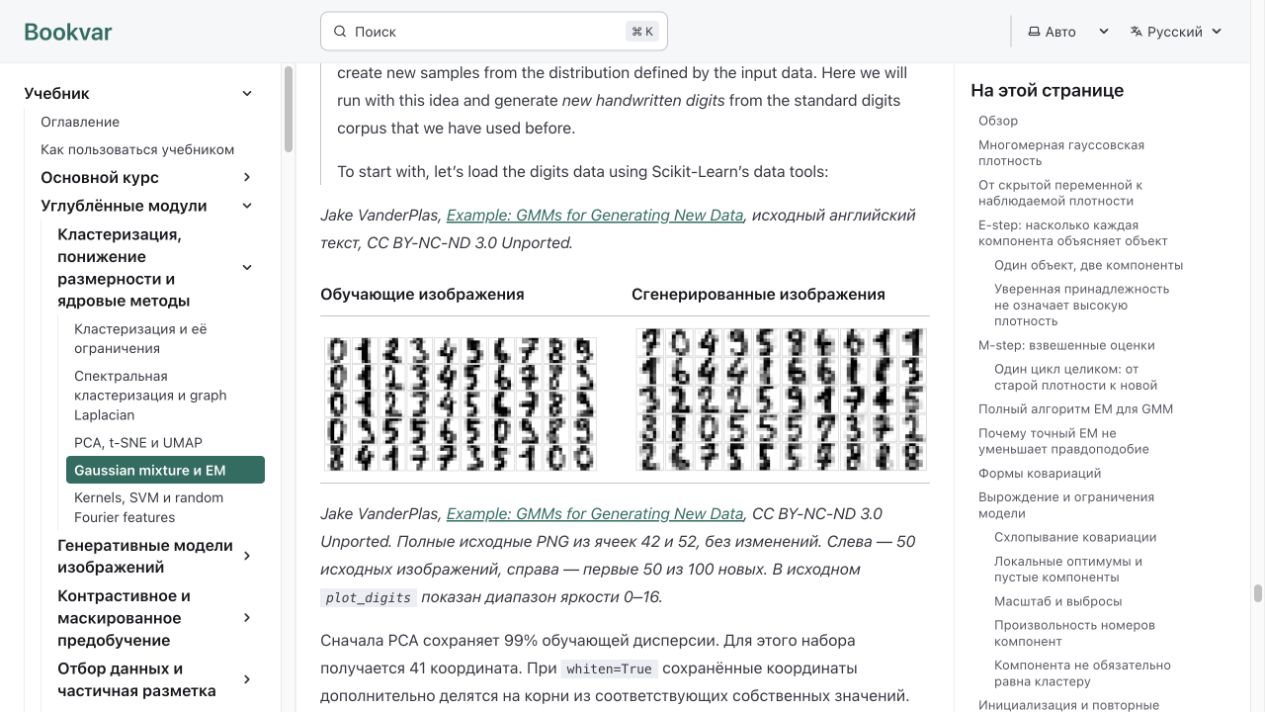 Bookvar
Поиск
⌘ K
Авто
Русский
Учебник
Оглавление
Как пользоваться учебником
Основной курс
Углублённые модули
Кластеризация,
понижение
размерности и
ядровые методы
Кластеризация и её
ограничения
Спектральная
кластеризация и graph
Laplacian
PCA, t-SNE и UMAP
Gaussian mixture и EM
Kernels, SVM и random
Fourier features
Генеративные модели
изображений
Контрастивное и
маскированное
предобучение
Отбор данных и
частичная разметка
create new samples from the distribution defined by the input data. Here we will
run with this idea and generate new handwritten digits from the standard digits
corpus that we have used before.
To start with, let’s load the digits data using Scikit-Learn’s data tools:
Jake VanderPlas, Example: GMMs for Generating New Data, исходный английский
текст, CC BY-NC-ND 3.0 Unported.
Обучающие изображения
Сгенерированные изображения
Jake VanderPlas, Example: GMMs for Generating New Data, CC BY-NC-ND 3.0
Unported. Полные исходные PNG из ячеек 42 и 52, без изменений. Слева — 50
исходных изображений, справа — первые 50 из 100 новых. В исходном
plot_digits показан диапазон яркости 0–16.
Сначала PCA сохраняет 99% обучающей дисперсии. Для этого набора
получается 41 координата. При whiten=True сохранённые координаты
дополнительно делятся на корни из соответствующих собственных значений.
На этой странице
Обзор
Многомерная гауссовская
плотность
От скрытой переменной к
наблюдаемой плотности
E-step: насколько каждая
компонента объясняет объект
Один объект, две компоненты
Уверенная принадлежность
не означает высокую
плотность
M-step: взвешенные оценки
Один цикл целиком: от
старой плотности к новой
Полный алгоритм EM для GMM
Почему точный EM не
уменьшает правдоподобие
Формы ковариаций
Вырождение и ограничения
модели
Схлопывание ковариации
Локальные оптимумы и
пустые компоненты
Масштаб и выбросы
Произвольность номеров
компонент
Компонента не обязательно
равна кластеру
Инициализация и повторные